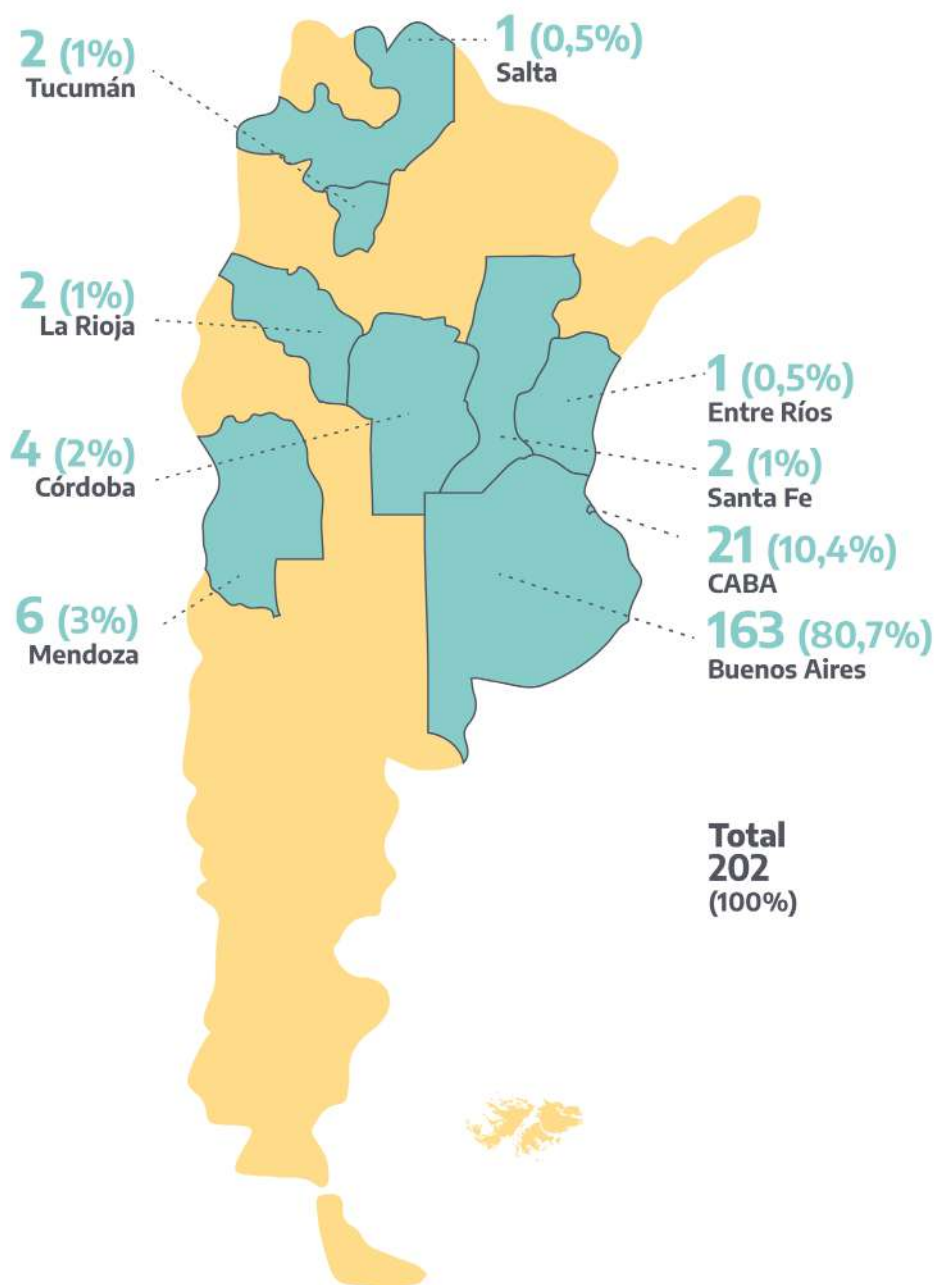 2 (1%)
Tucumán
1 (0,5%)
Salta
2 (1%)
La Rioja
4 (2%)
Córdoba
6 (3%)
Mendoza
1 (0,5%)
Entre Ríos
2 (1%)
Santa Fe
21 (10,4%)
CABA
163 (80,7%)
Buenos Aires
Total
202
(100%)